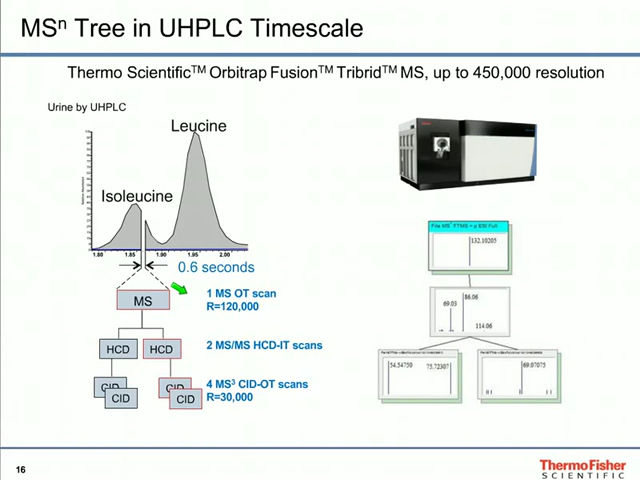 MSⁿ Tree in UHPLC Timescale
Thermo Scientific™ Orbitrap Fusion™ Tribrid™ MS, up to 450,000 resolution
Urine by UHPLC
Leucine
Isoleucine
1.80 1.85 1.90 1.95 2.00
0.6 seconds
MS
1 MS OT scan
R=120,000
HCD HCD
2 MS/MS HCD-IT scans
CID CID
CID CID
4 MS³ CID-OT scans
R=30,000
132.10205
86.06
69.03
114.06
54.54750 75.72307
69.07075
16
ThermoFisher
SCIENTIFIC